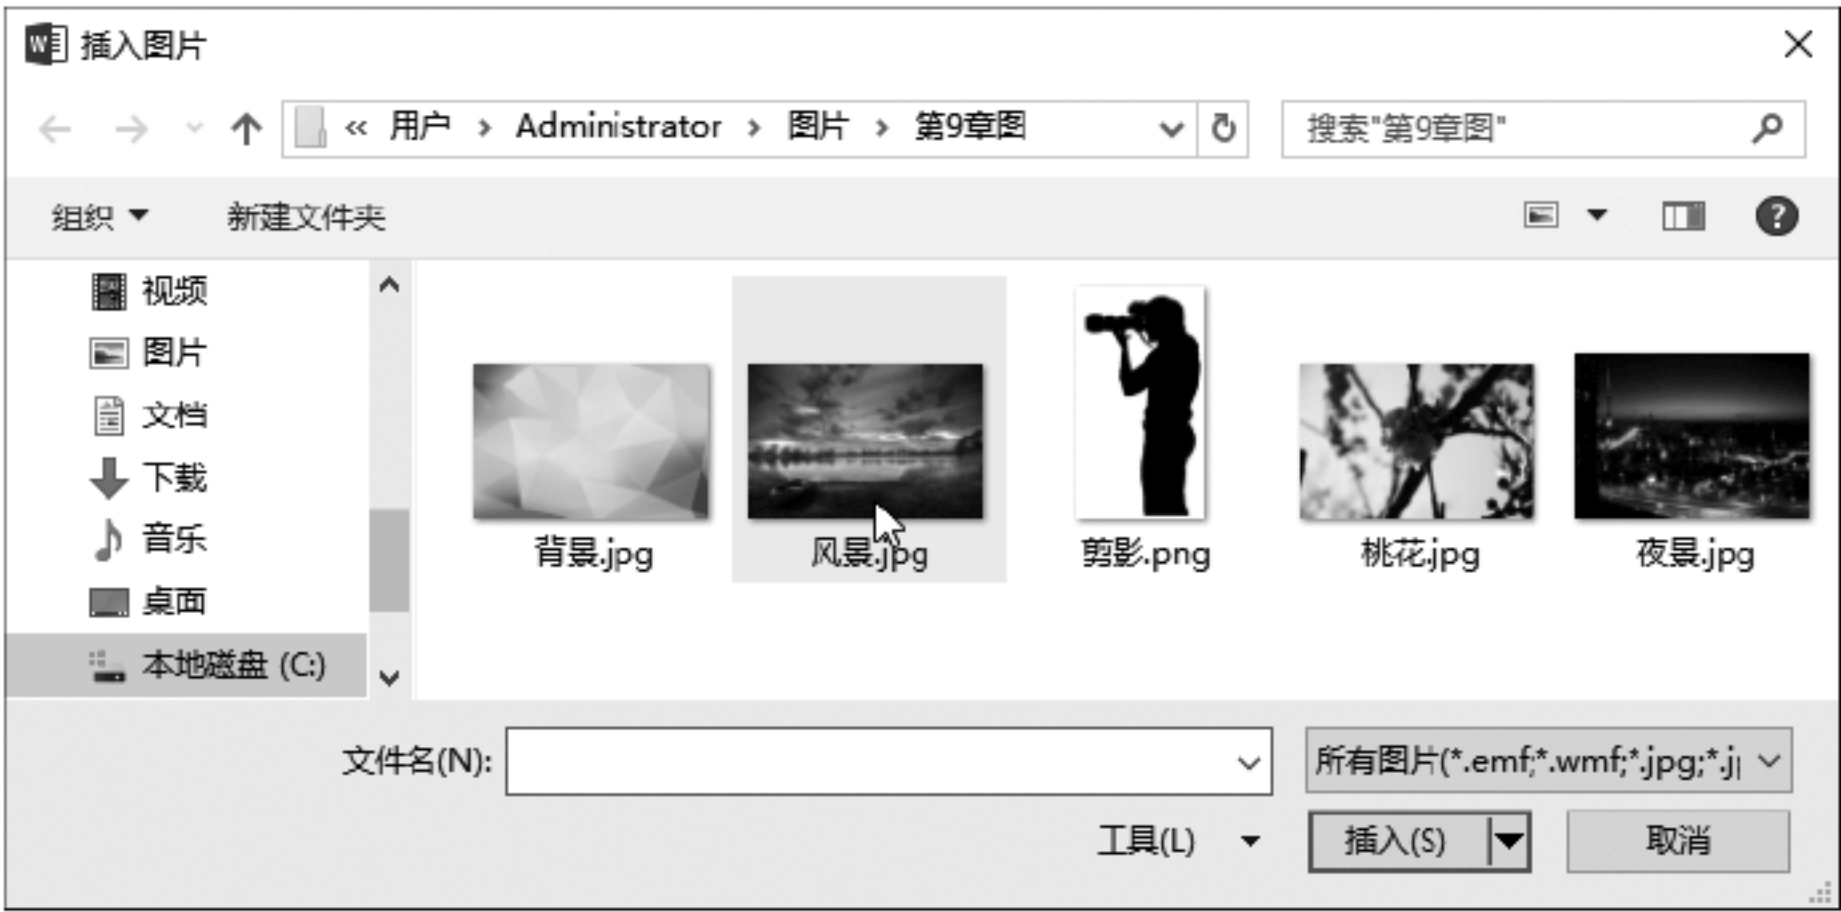 插入图片
« 用户 › Administrator › 图片 › 第9章图
搜索"第9章图"
组织 新建文件夹
视频
图片
文档
下载
音乐
桌面
本地磁盘 (C:)
背景.jpg 风景.jpg 剪影.png 桃花.jpg 夜景.jpg
文件名(N):
所有图片(*.emf;*.wmf;*.jpg;*.j
工具(L) 插入(S) 取消